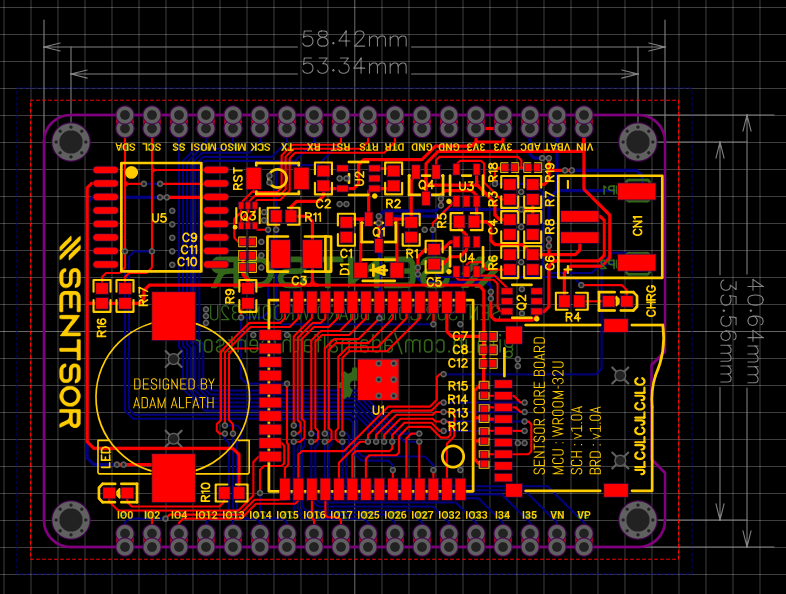 58.42mm
53.34mm
SDA SCL SS MOSI MISO SCK TX RX RST RTS DTR GND GND 3V3 3V3 ADC VBAT VIN
RST
C2
U2
R2
Q4
U3
R18
R19
R3
R7
U5
Q3
R11
C1
Q1
R1
R5
C4
R8
CN1
C9
C11
C10
C3
D1
C5
U4
R6
C6
R16
R17
R9
Q2
R4
CHRG
40.64mm
35.56mm
SENTSOR
DESIGNED BY
ADAM ALFATH
C7
C8
C12
U1
R15
R14
R13
R12
SENTSOR CORE BOARD
MCU : WROOM-32U
SCH : v1.0A
BRD : v1.0A
JLCJLCJLCJLC
LED
R10
IO0 IO2 IO4 IO12 IO13 IO14 IO15 IO16 IO17 IO25 IO26 IO27 IO32 IO33 I34 I35 VN VP